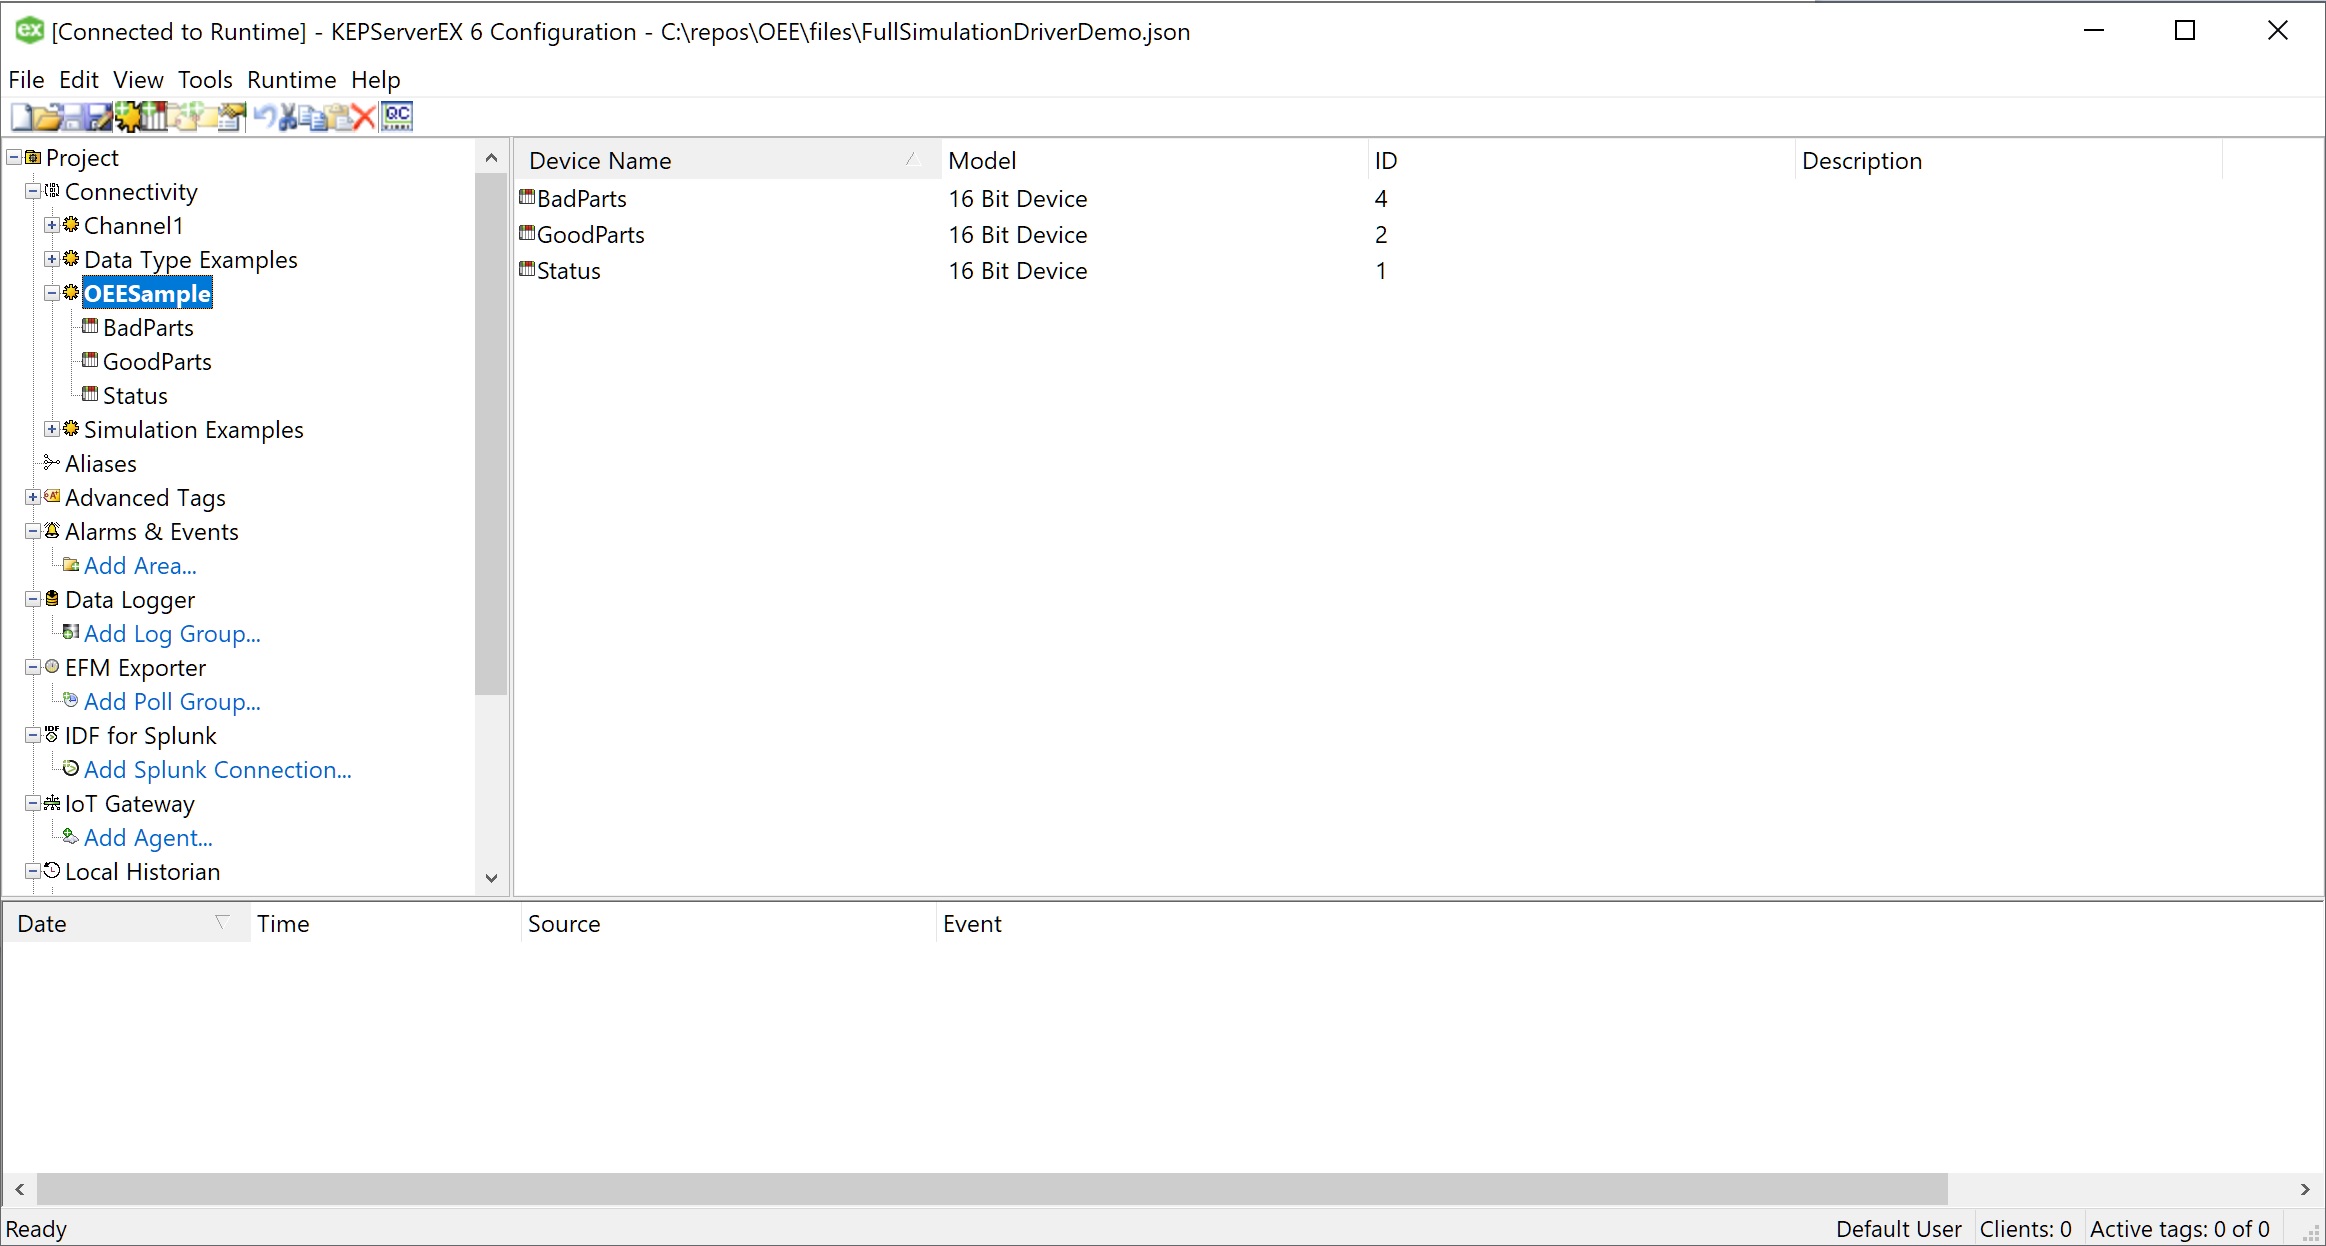 ex [Connected to Runtime] - KEPServerEX 6 Configuration - C:\repos\OEE\files\FullSimulationDriverDemo.json
File Edit View Tools Runtime Help
QC
Project
Connectivity
Channel1
Data Type Examples
OEESample
BadParts
GoodParts
Status
Simulation Examples
Aliases
Advanced Tags
Alarms & Events
Add Area...
Data Logger
Add Log Group...
EFM Exporter
Add Poll Group...
IDF for Splunk
Add Splunk Connection...
IoT Gateway
Add Agent...
Local Historian
Device Name Model ID Description
BadParts 16 Bit Device 4
GoodParts 16 Bit Device 2
Status 16 Bit Device 1
Date Time Source Event
Ready Default User Clients: 0 Active tags: 0 of 0